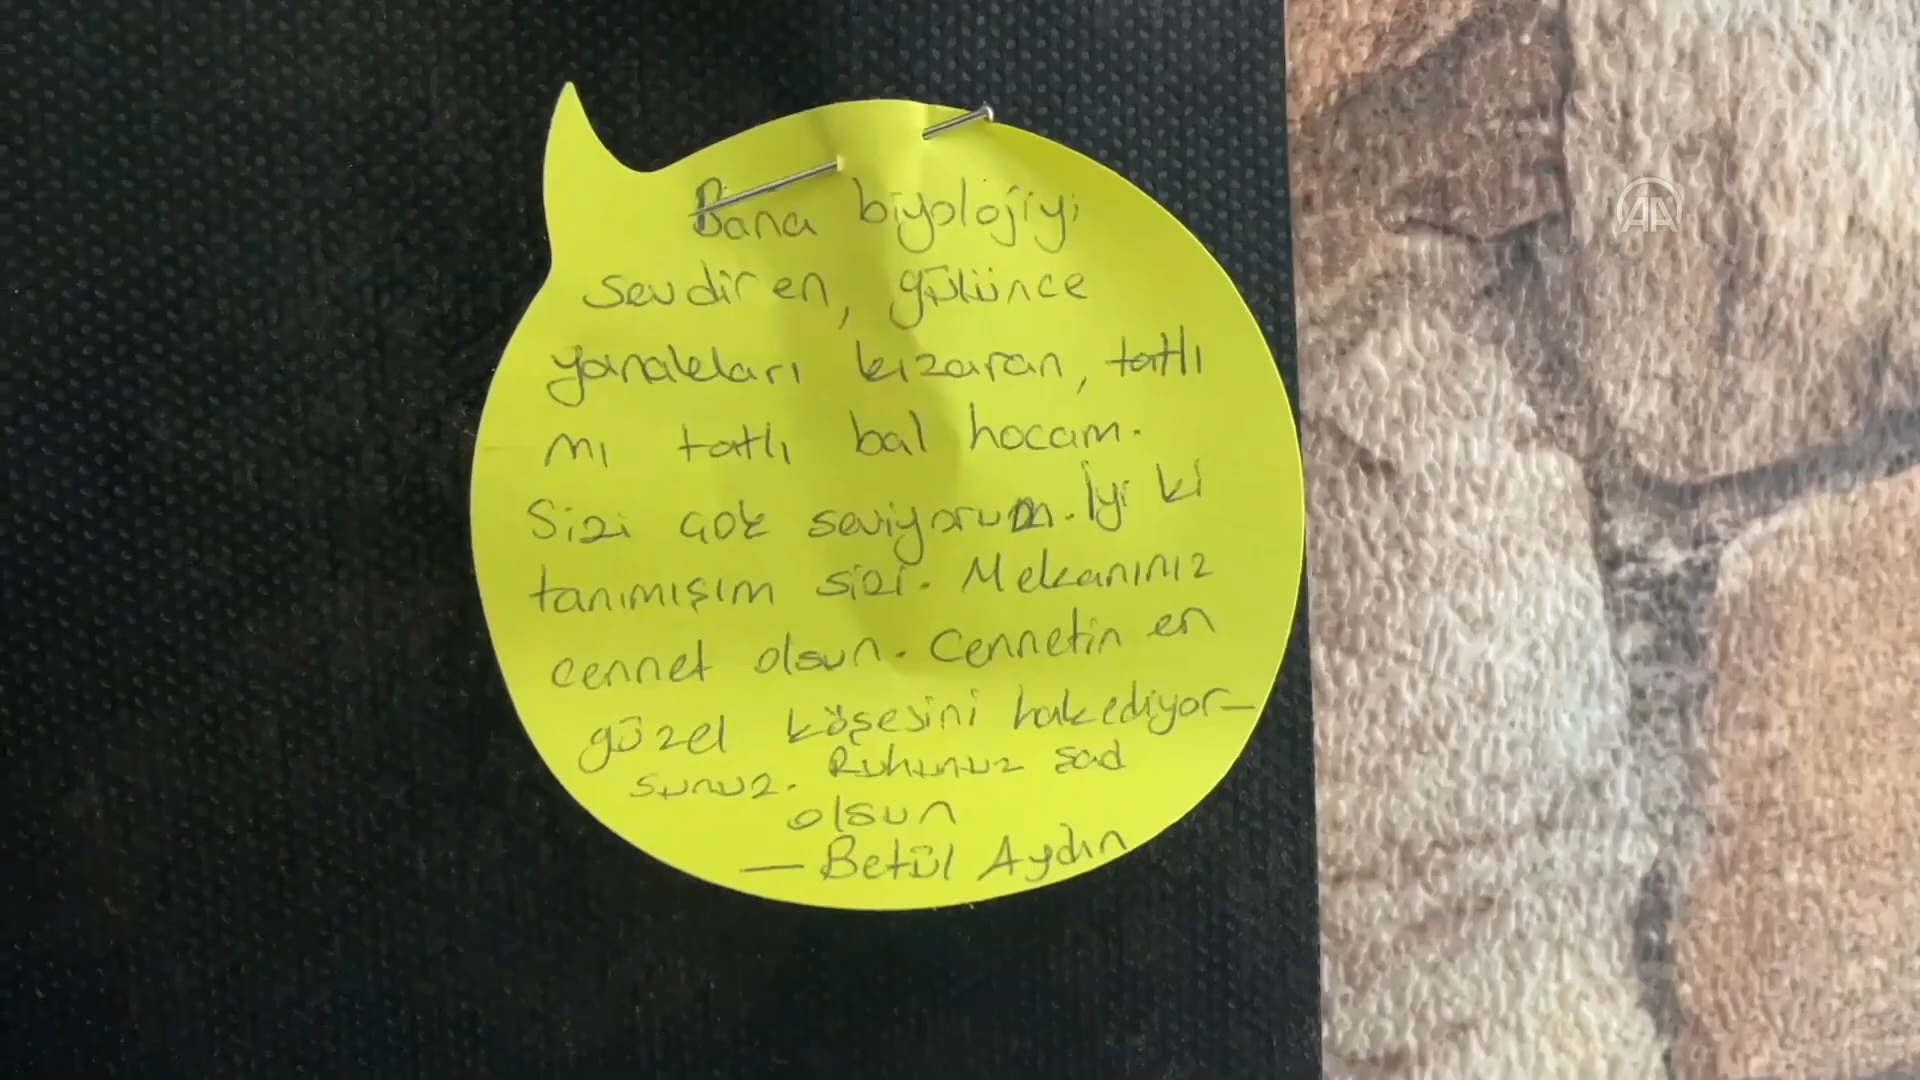 Bana biyolojiyi
sevdiren, gülünce
yanakları kızaran, tatlı
mı tatlı bal hocam.
Sizi çok seviyorum. İyi ki
tanımışım sizi. Mekanınız
cennet olsun. Cennetin en
güzel köşesini hakediyor-
sunuz. Ruhunuz şad
olsun
— Betül Aydın
AA